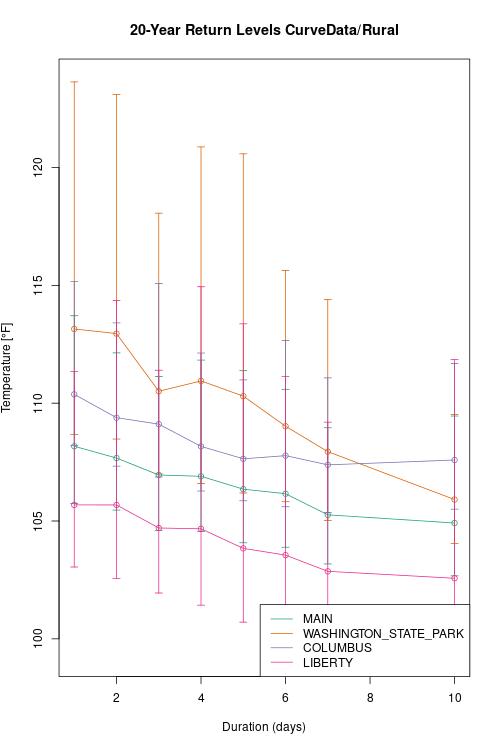 20-Year Return Levels CurveData/Rural
Temperature [°F]
120
115
110
105
100
MAIN
WASHINGTON_STATE_PARK
COLUMBUS
LIBERTY
2 4 6 8 10
Duration (days)